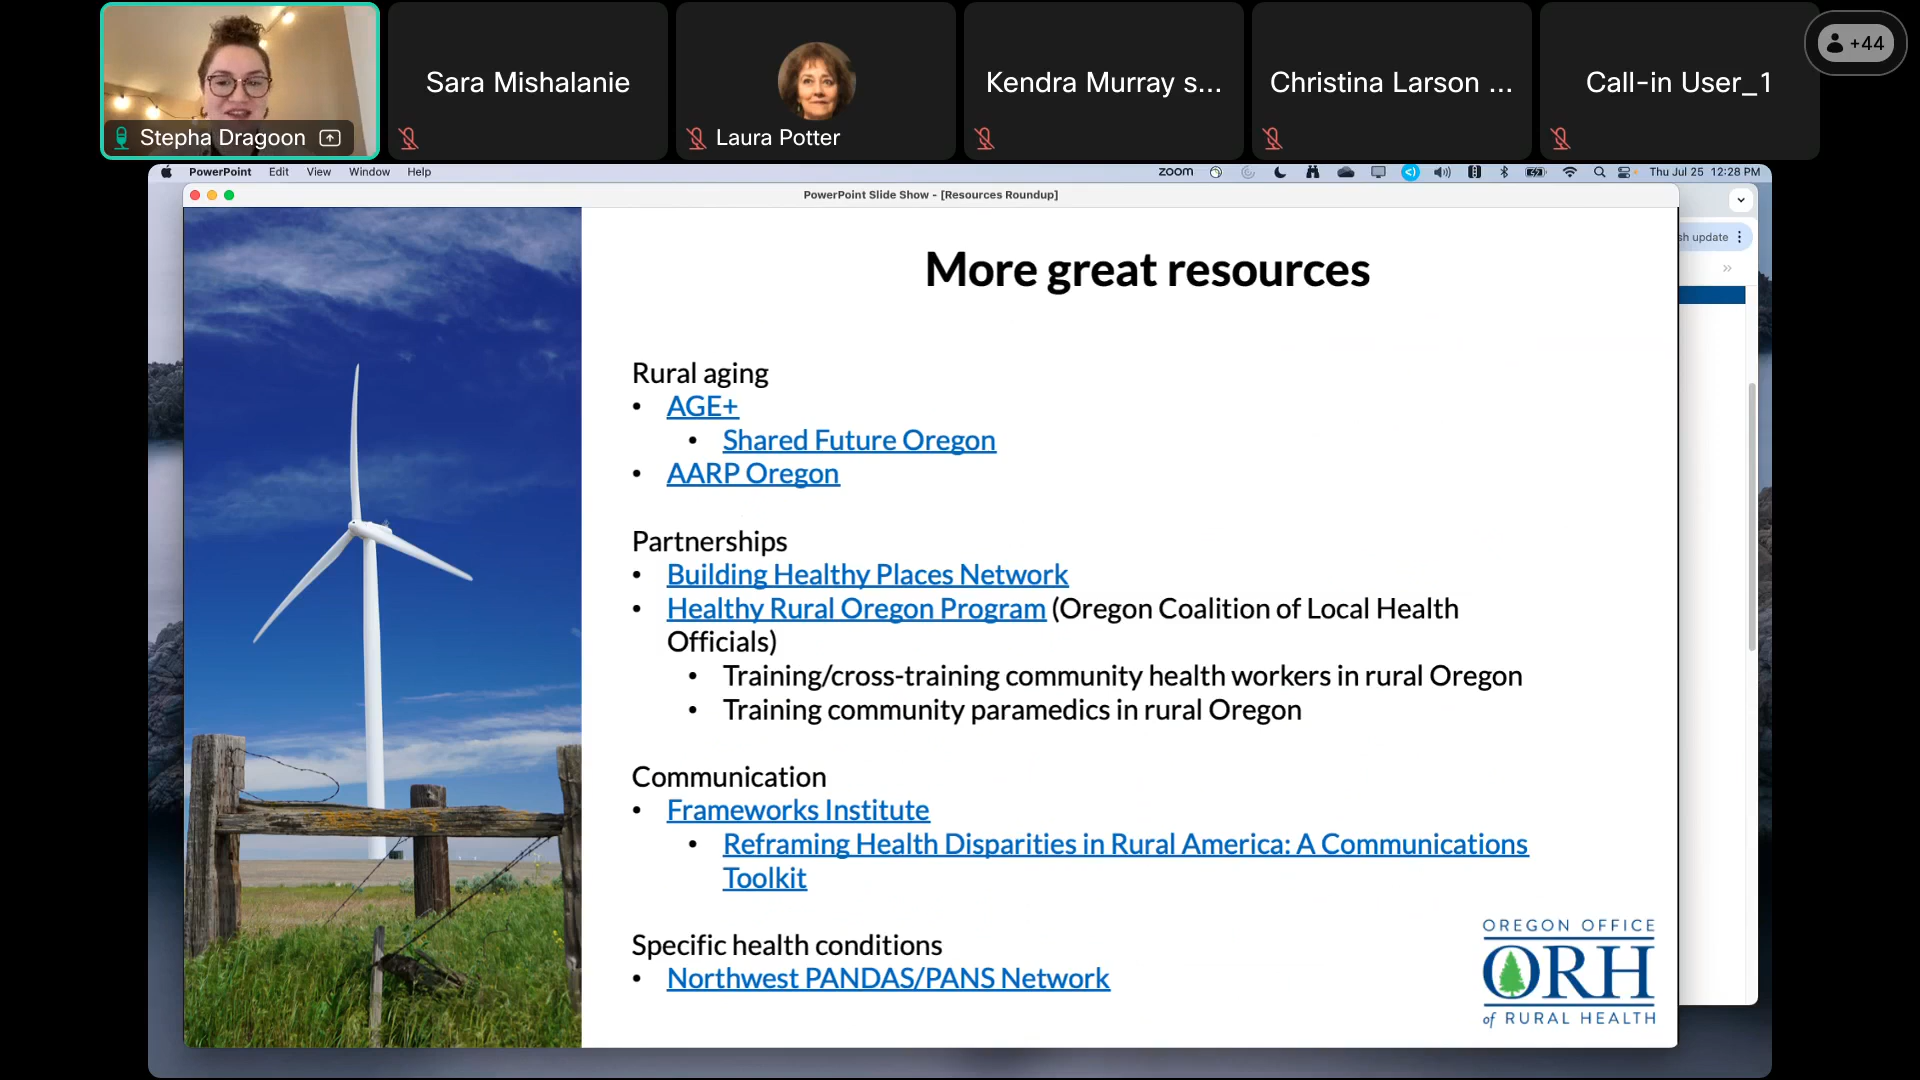 Stepha Dragoon
Sara Mishalanie
Laura Potter
Kendra Murray s...
Christina Larson ...
Call-in User_1
+44
PowerPoint Edit View Window Help
zoom
Thu Jul 25 12:28 PM
PowerPoint Slide Show - [Resources Roundup]
sh update
More great resources
Rural aging
• AGE+
• Shared Future Oregon
• AARP Oregon
Partnerships
• Building Healthy Places Network
• Healthy Rural Oregon Program (Oregon Coalition of Local Health
Officials)
• Training/cross-training community health workers in rural Oregon
• Training community paramedics in rural Oregon
Communication
• Frameworks Institute
• Reframing Health Disparities in Rural America: A Communications
Toolkit
Specific health conditions
• Northwest PANDAS/PANS Network
OREGON OFFICE
ORH
of RURAL HEALTH